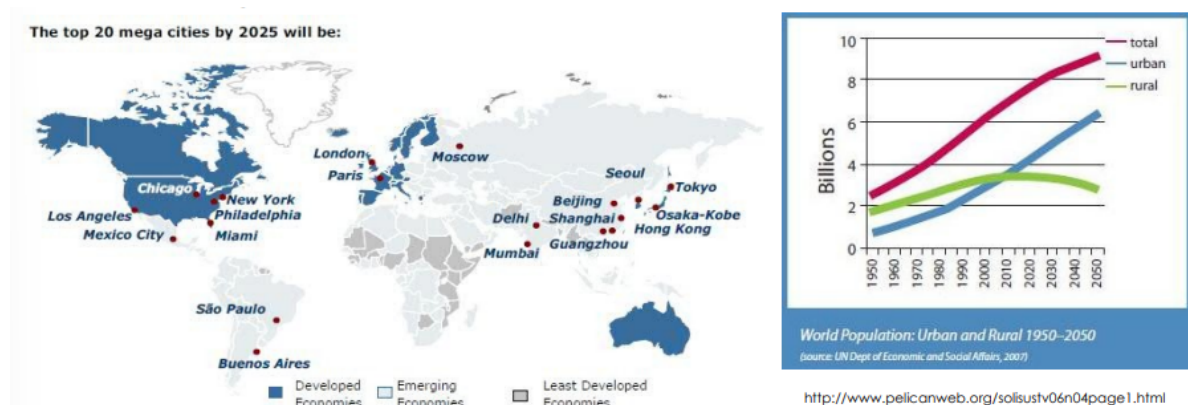 The top 20 mega cities by 2025 will be:
London
Moscow
Paris
Seoul
Chicago
New York
Beijing
Tokyo
Los Angeles
Philadelphia
Delhi
Shanghai
Osaka-Kobe
Mexico City
Miami
Hong Kong
Mumbai
Guangzhou
São Paulo
Buenos Aires
Developed
Economies
Emerging
Economies
Least Developed
Economies
10
8
6
4
2
0
Billions
total
urban
rural
1950
1960
1970
1980
1990
2000
2010
2020
2030
2040
2050
World Population: Urban and Rural 1950–2050
(source: UN Dept of Economic and Social Affairs, 2007)
http://www.pelicanweb.org/solisustv06n04page1.html